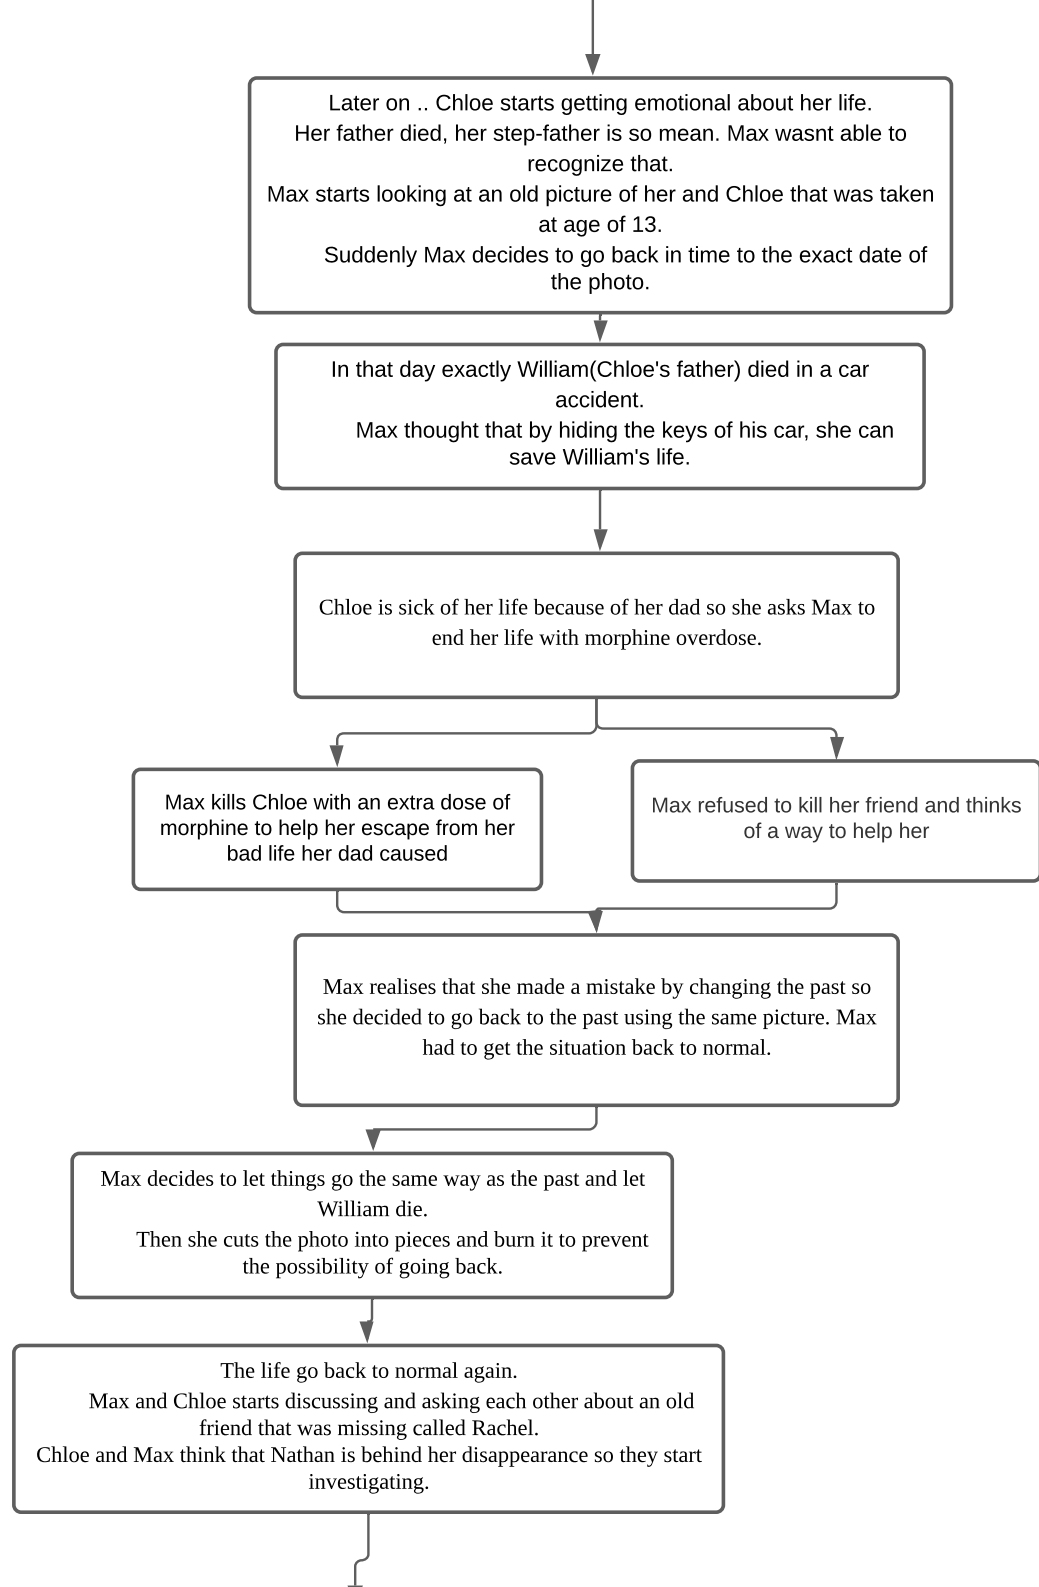 Later on .. Chloe starts getting emotional about her life.
Her father died, her step-father is so mean. Max wasnt able to
recognize that.
Max starts looking at an old picture of her and Chloe that was taken
at age of 13.
Suddenly Max decides to go back in time to the exact date of
the photo.
In that day exactly William(Chloe's father) died in a car
accident.
Max thought that by hiding the keys of his car, she can
save William's life.
Chloe is sick of her life because of her dad so she asks Max to
end her life with morphine overdose.
Max kills Chloe with an extra dose of
morphine to help her escape from her
bad life her dad caused
Max refused to kill her friend and thinks
of a way to help her
Max realises that she made a mistake by changing the past so
she decided to go back to the past using the same picture. Max
had to get the situation back to normal.
Max decides to let things go the same way as the past and let
William die.
Then she cuts the photo into pieces and burn it to prevent
the possibility of going back.
The life go back to normal again.
Max and Chloe starts discussing and asking each other about an old
friend that was missing called Rachel.
Chloe and Max think that Nathan is behind her disappearance so they start
investigating.